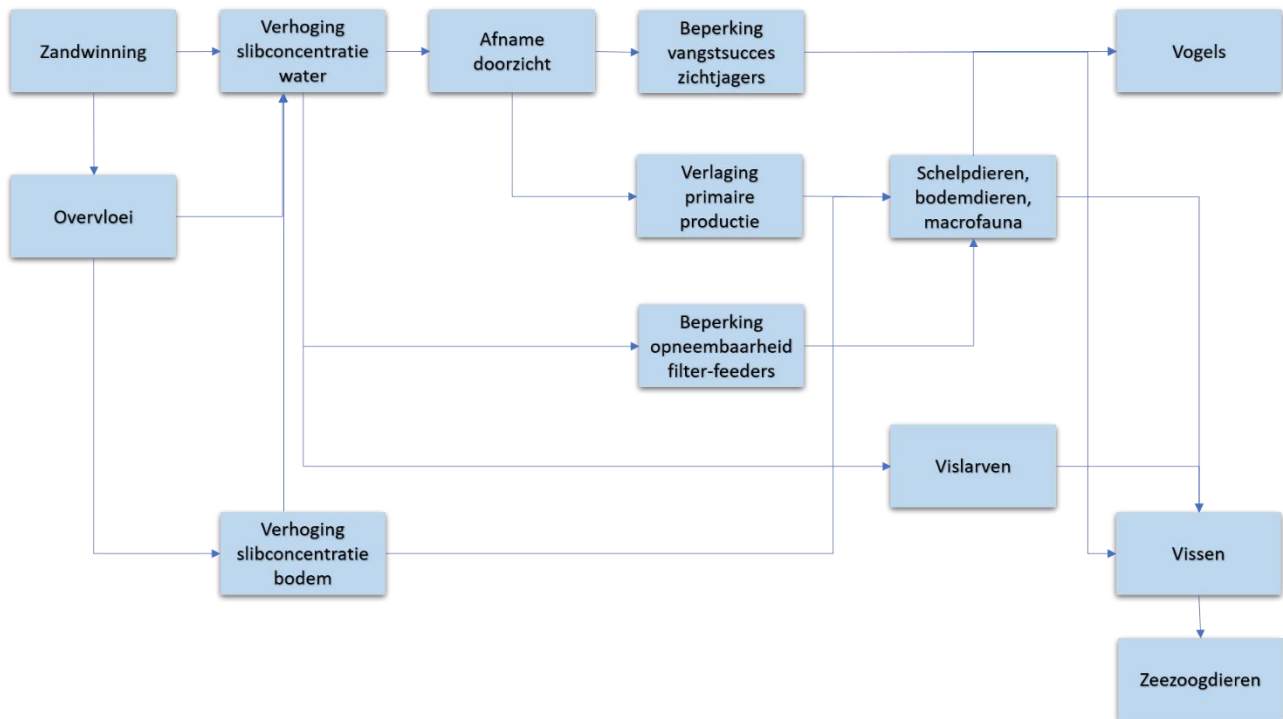 Zandwinning
Verhoging
slibconcentratie
water
Afname
doorzicht
Beperking
vangstsucces
zichtjagers
Vogels
Overvloei
Verlaging
primaire
productie
Schelpdieren,
bodemdieren,
macrofauna
Beperking
opneembaarheid
filter-feeders
Vislarven
Verhoging
slibconcentratie
bodem
Vissen
Zeezoogdieren